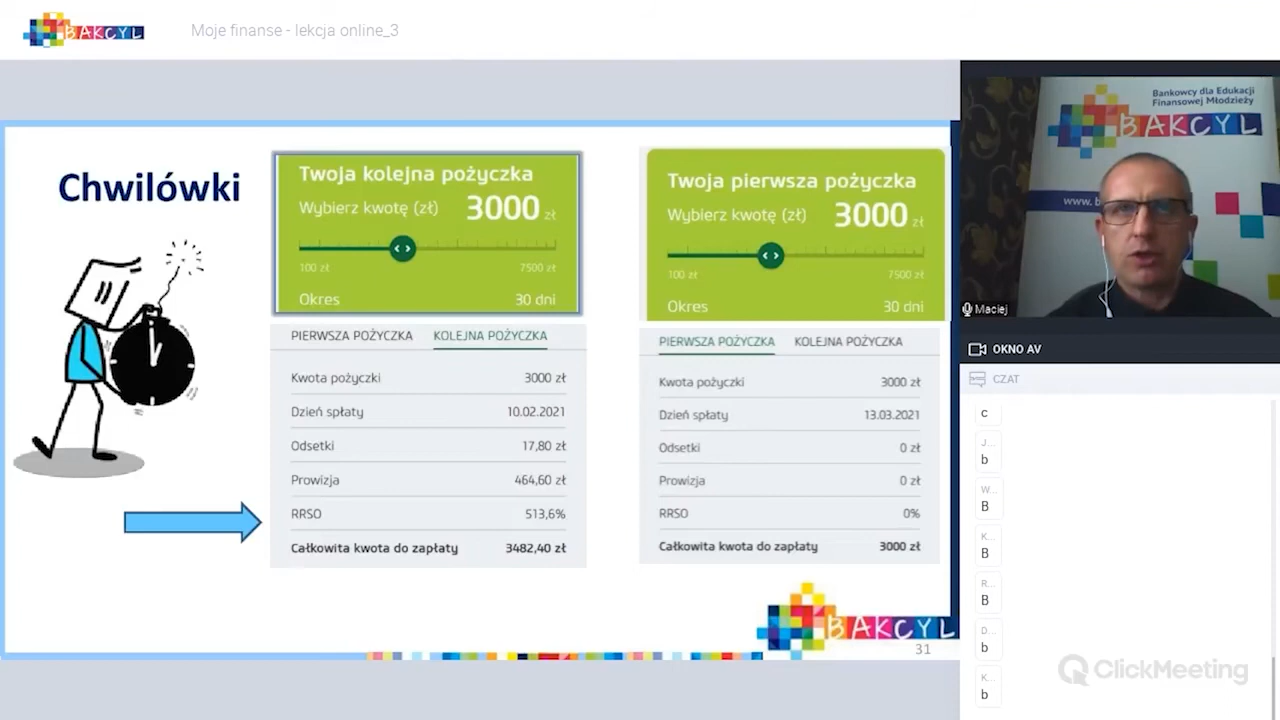 BAKCYL
Moje finanse - lekcja online_3
Chwilówki
Twoja kolejna pożyczka
Wybierz kwotę (zł) 3000 zł
100 zł 7500 zł
Okres 30 dni
PIERWSZA POŻYCZKA KOLEJNA POŻYCZKA
Kwota pożyczki 3000 zł
Dzień spłaty 10.02.2021
Odsetki 17,80 zł
Prowizja 464,60 zł
RRSO 513,6%
Całkowita kwota do zapłaty 3482,40 zł
Twoja pierwsza pożyczka
Wybierz kwotę (zł) 3000 zł
100 zł 7500 zł
Okres 30 dni
PIERWSZA POŻYCZKA KOLEJNA POŻYCZKA
Kwota pożyczki 3000 zł
Dzień spłaty 13.03.2021
Odsetki 0 zł
Prowizja 0 zł
RRSO 0%
Całkowita kwota do zapłaty 3000 zł
BAKCYL
31
Bankowcy dla Edukacji
Finansowej Młodzieży
BAKCYL
Maciej
OKNO AV
CZAT
c
J...
b
W...
B
K...
B
R...
B
D...
b
K...
b
ClickMeeting